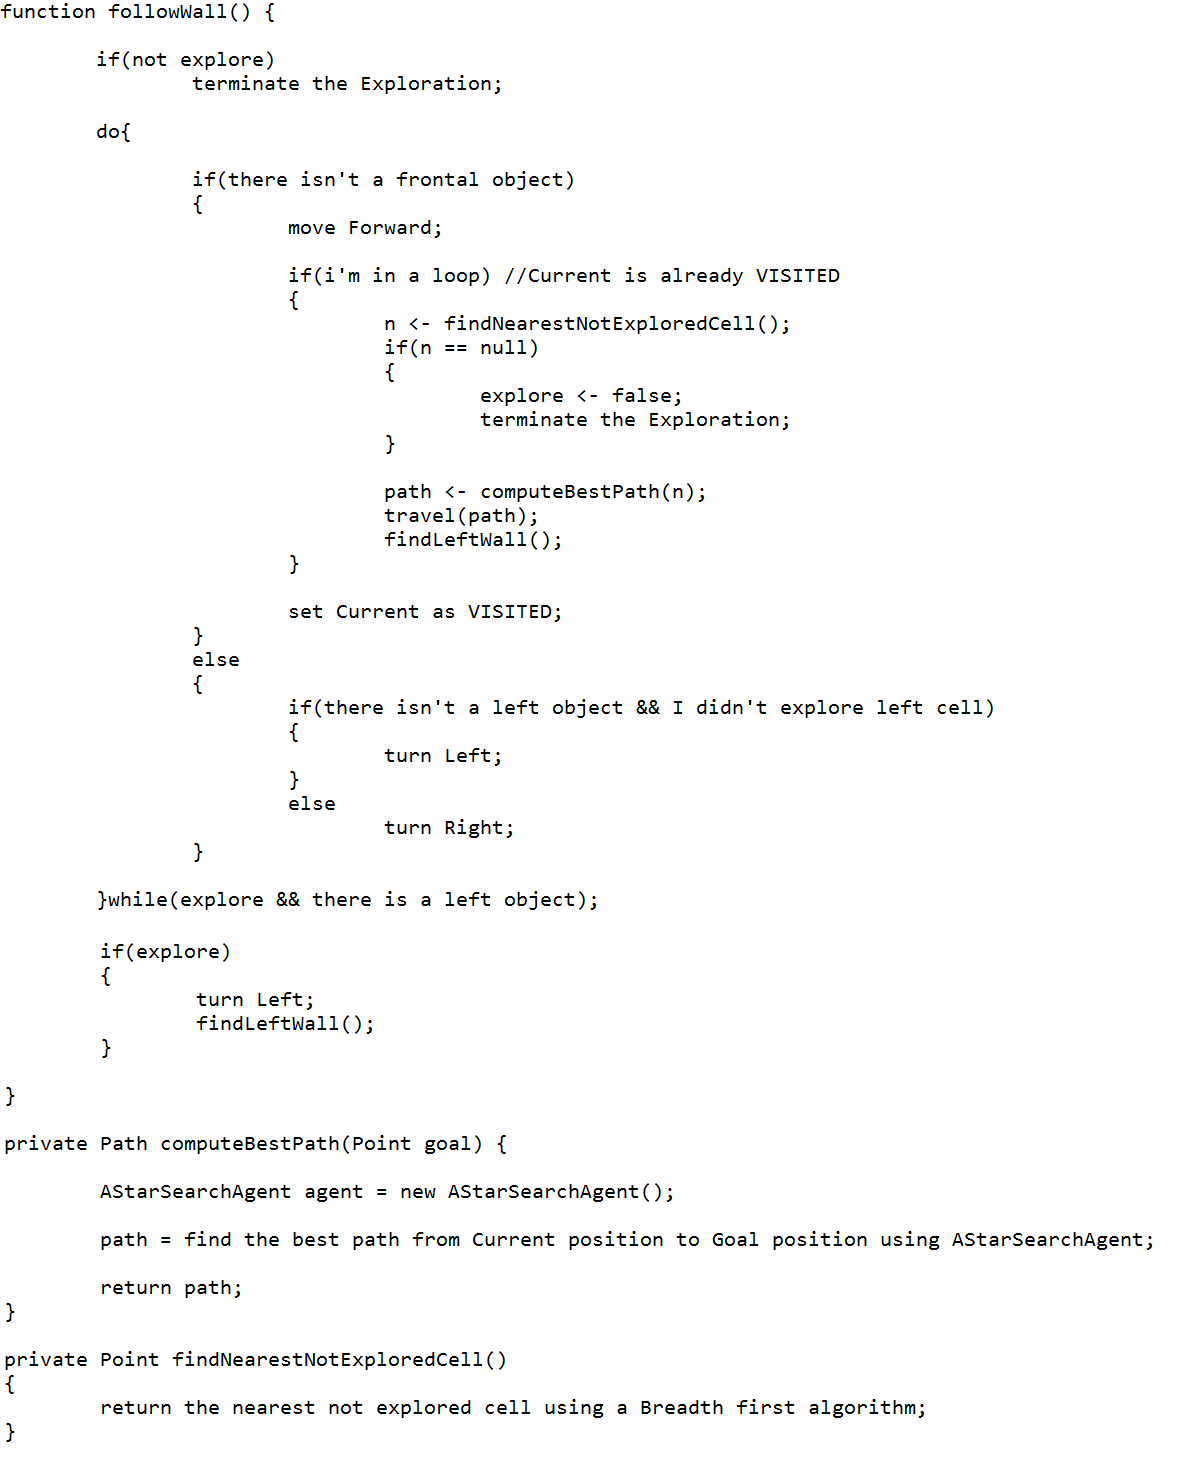 function followWall() {
if(not explore)
terminate the Exploration;
do{
if(there isn't a frontal object)
{
move Forward;
if(i'm in a loop) //Current is already VISITED
{
n <- findNearestNotExploredCell();
if(n == null)
{
explore <- false;
terminate the Exploration;
}
path <- computeBestPath(n);
travel(path);
findLeftWall();
}
set Current as VISITED;
}
else
{
if(there isn't a left object && I didn't explore left cell)
{
turn Left;
}
else
turn Right;
}
}while(explore && there is a left object);
if(explore)
{
turn Left;
findLeftWall();
}
}
private Path computeBestPath(Point goal) {
AStarSearchAgent agent = new AStarSearchAgent();
path = find the best path from Current position to Goal position using AStarSearchAgent;
return path;
}
private Point findNearestNotExploredCell()
{
return the nearest not explored cell using a Breadth first algorithm;
}